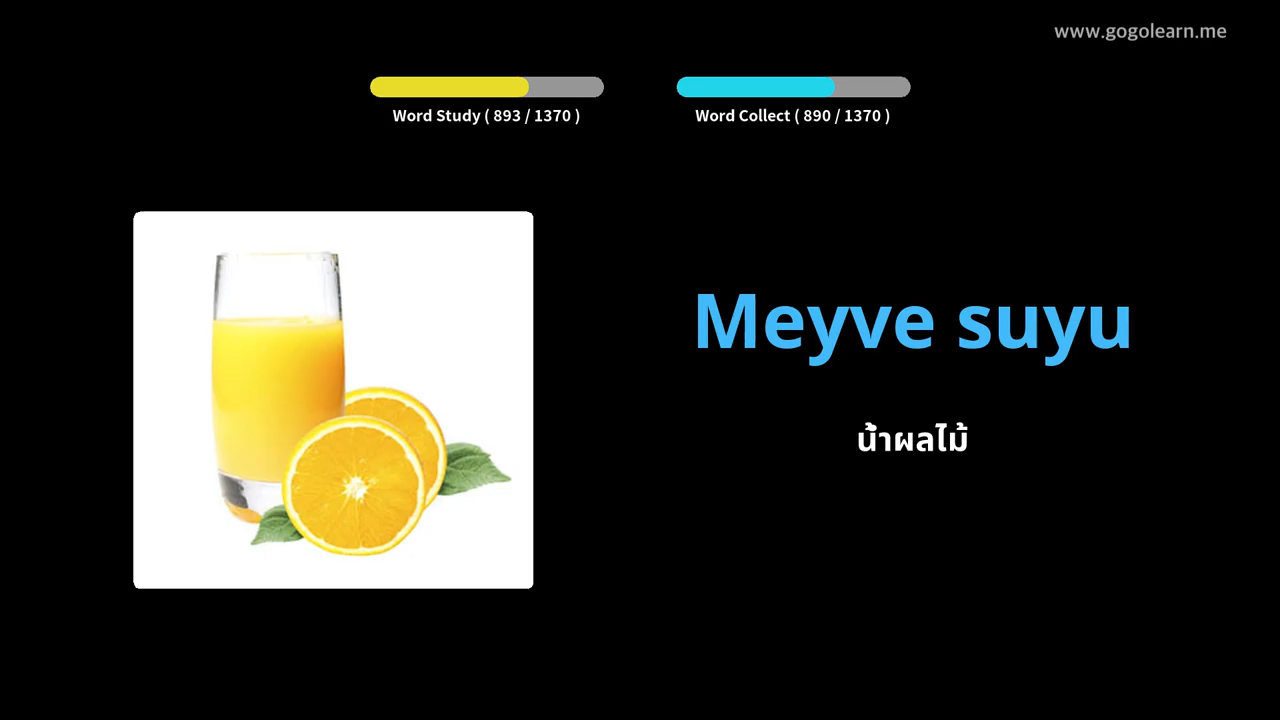 www.gogolearn.me
Word Study ( 893 / 1370 )
Word Collect ( 890 / 1370 )
Meyve suyu
น้ำผลไม้